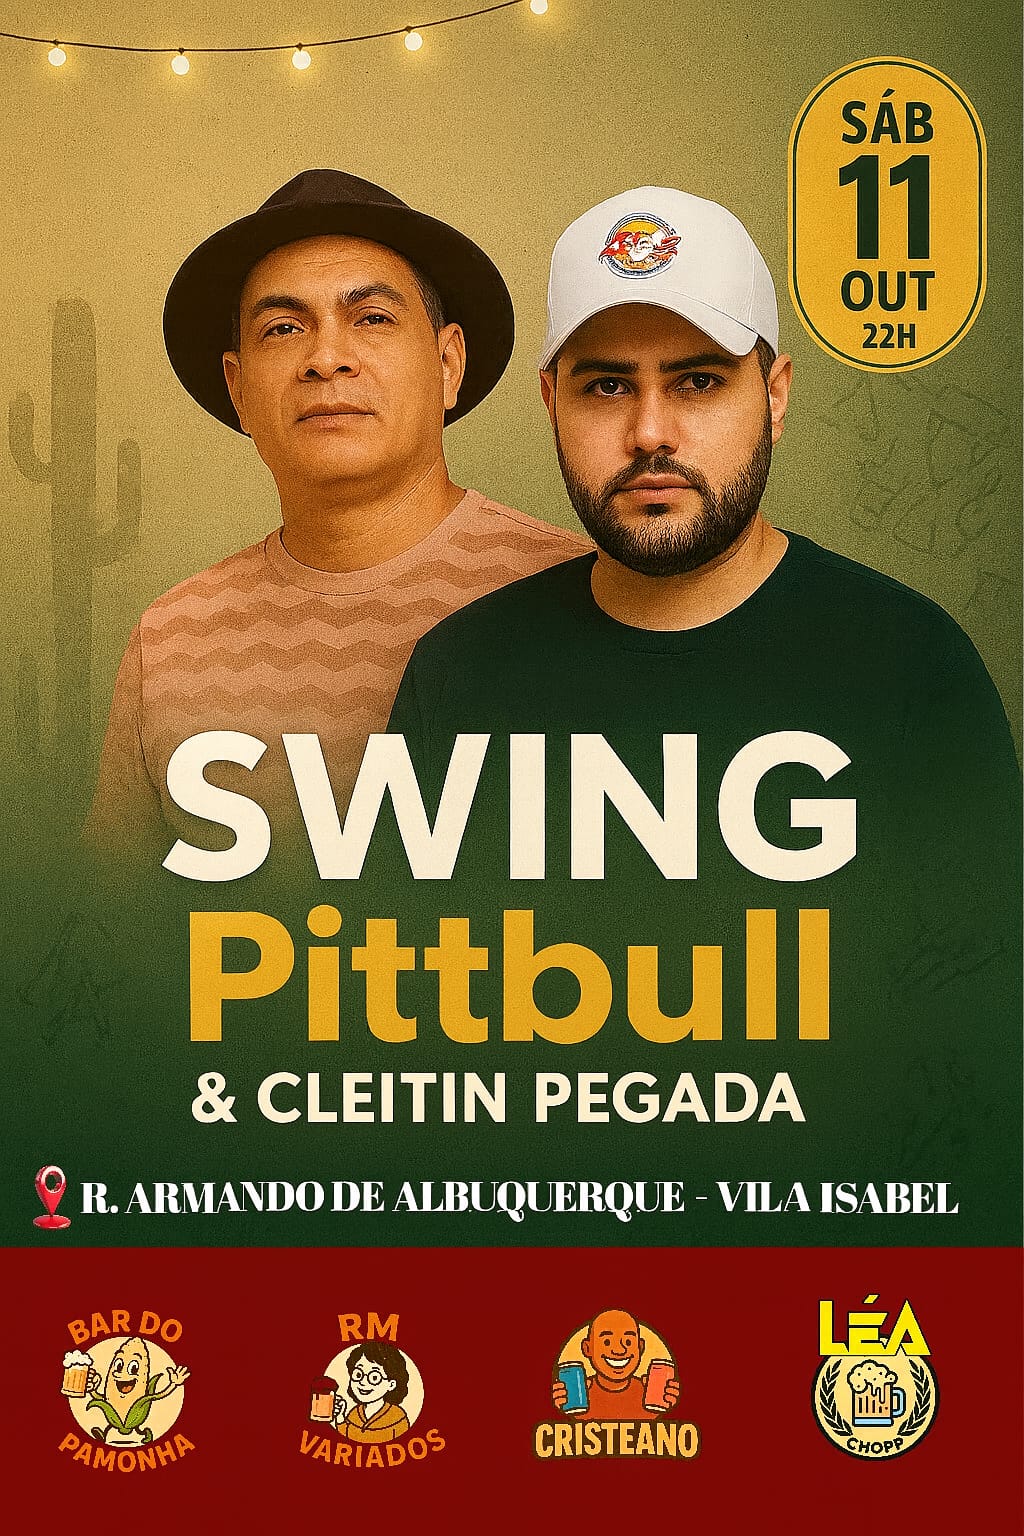 SÁB
11
OUT
22H
SWING
Pittbull
& CLEITIN PEGADA
R. ARMANDO DE ALBUQUERQUE - VILA ISABEL
BAR DO
PAMONHA
RM
VARIADOS
CRISTEANO
LÉA
CHOPP